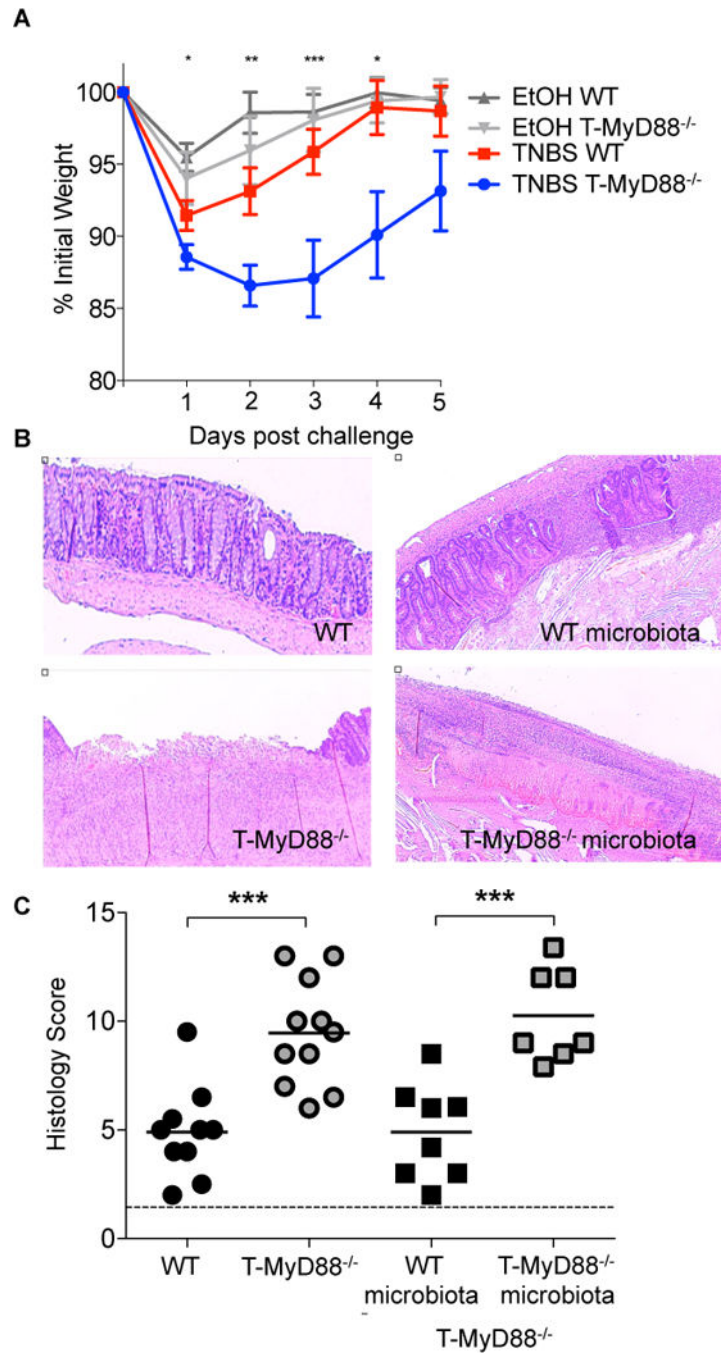 A
* ** *** *
100
95
90
85
80
% Initial Weight
1 2 3 4 5
Days post challenge
EtOH WT
EtOH T-MyD88-/-
TNBS WT
TNBS T-MyD88-/-
B
WT
WT microbiota
T-MyD88-/-
T-MyD88-/- microbiota
C
*** ***
15
10
5
0
Histology Score
WT
T-MyD88-/-
WT
microbiota
T-MyD88-/-
microbiota
T-MyD88-/-